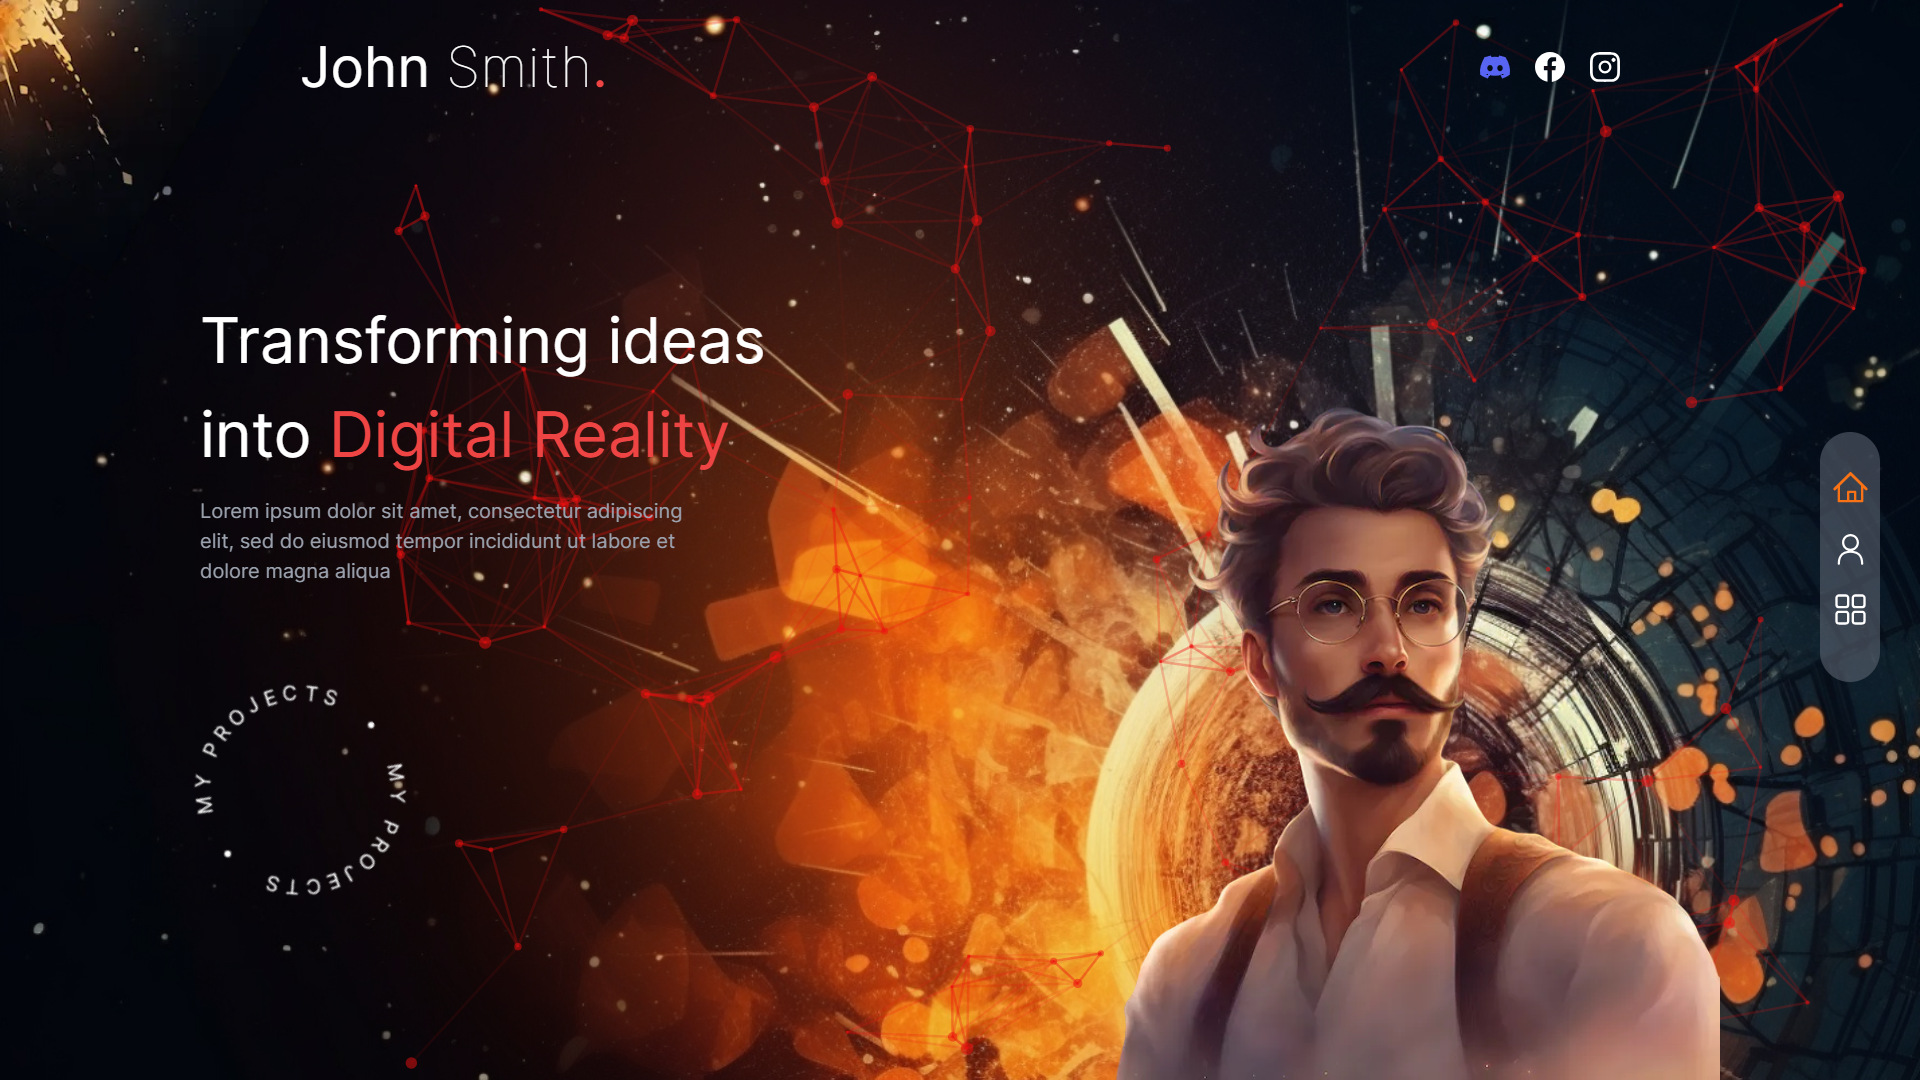 John Smith.
Transforming ideas
into Digital Reality
Lorem ipsum dolor sit amet, consectetur adipiscing
elit, sed do eiusmod tempor incididunt ut labore et
dolore magna aliqua
MY PROJECTS
MY PROJECTS